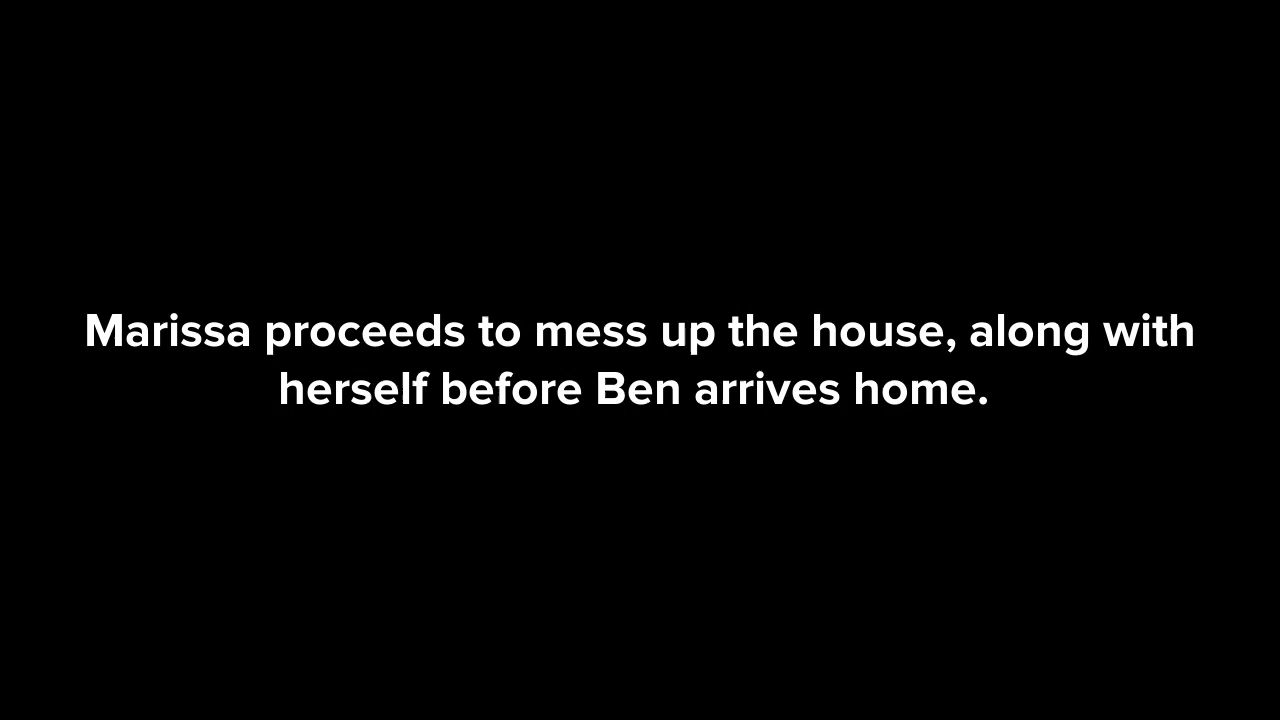 Marissa proceeds to mess up the house, along with
herself before Ben arrives home.